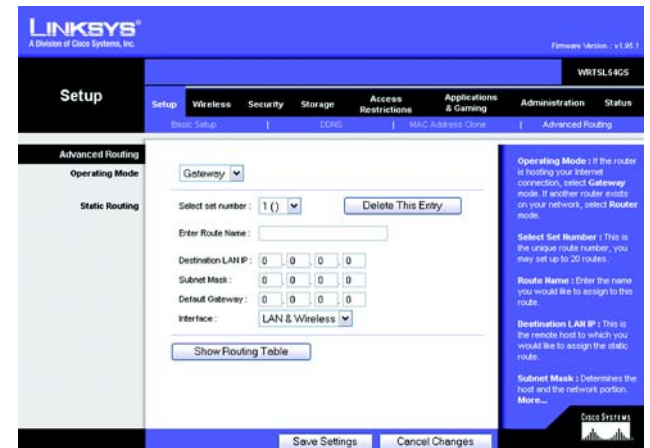 LINKSYS®
A Division of Cisco Systems, Inc.
Firmware Version : v1.95.1
WRTSL54GS
Setup
Setup Wireless Security Storage Access Restrictions Applications & Gaming Administration Status
Basic Setup | DDNS | MAC Address Clone | Advanced Routing
Advanced Routing
Operating Mode
Gateway
Static Routing
Select set number : 1 () Delete This Entry
Enter Route Name :
Destination LAN IP : 0 . 0 . 0 . 0
Subnet Mask : 0 . 0 . 0 . 0
Default Gateway : 0 . 0 . 0 . 0
Interface : LAN & Wireless
Show Routing Table
Operating Mode : If the router
is hosting your Internet
connection, select Gateway
mode. If another router exists
on your network, select Router
mode.
Select Set Number : This is
the unique route number, you
may set up to 20 routes.
Route Name : Enter the name
you would like to assign to this
route.
Destination LAN IP : This is
the remote host to which you
would like to assign the static
route.
Subnet Mask : Determines the
host and the network portion.
More...
Save Settings Cancel Changes
CISCO SYSTEMS